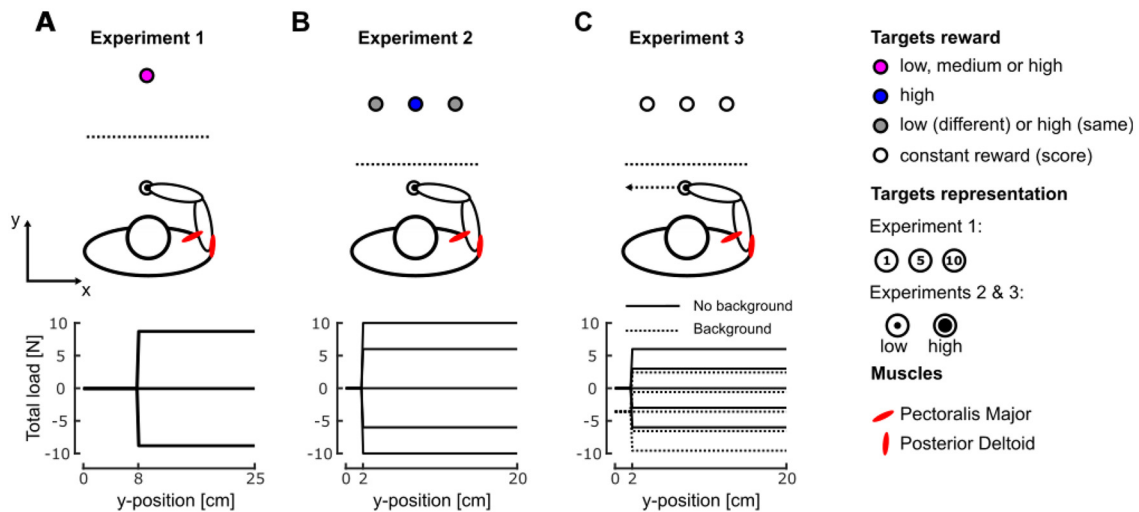 A
Experiment 1
y
x
Total load [N]
10
5
0
-5
-10
0
8
25
y-position [cm]
B
Experiment 2
10
5
0
-5
-10
0
2
20
y-position [cm]
C
Experiment 3
No background
Background
10
5
0
-5
-10
0
2
20
y-position [cm]
Targets reward
low, medium or high
high
low (different) or high (same)
constant reward (score)
Targets representation
Experiment 1:
1 5 10
Experiments 2 & 3:
low high
Muscles
Pectoralis Major
Posterior Deltoid